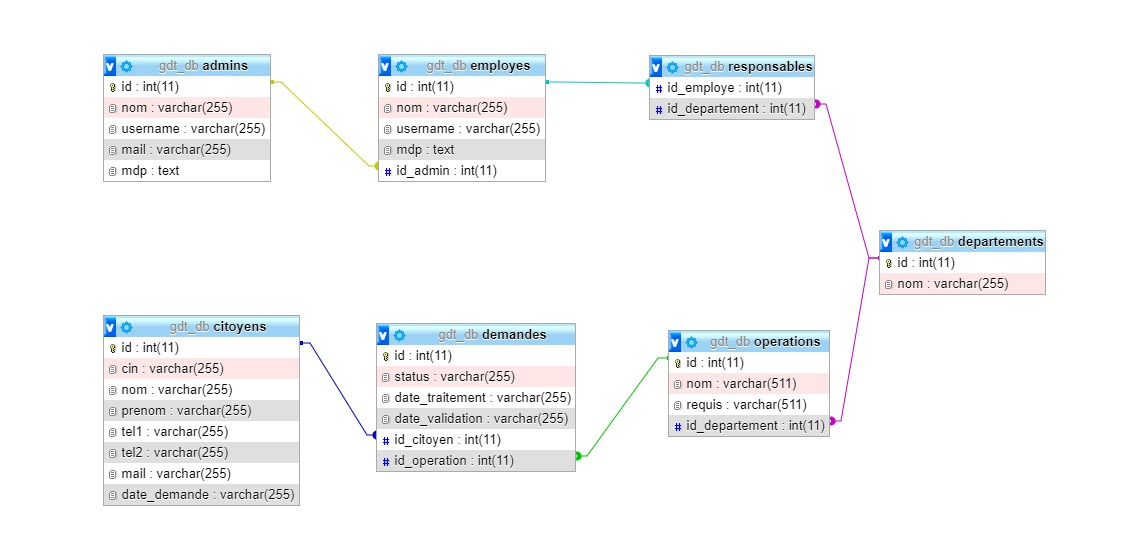 gdt_db admins
id : int(11)
nom : varchar(255)
username : varchar(255)
mail : varchar(255)
mdp : text
gdt_db employes
id : int(11)
nom : varchar(255)
username : varchar(255)
mdp : text
# id_admin : int(11)
gdt_db responsables
# id_employe : int(11)
# id_departement : int(11)
gdt_db departements
id : int(11)
nom : varchar(255)
gdt_db citoyens
id : int(11)
cin : varchar(255)
nom : varchar(255)
prenom : varchar(255)
tel1 : varchar(255)
tel2 : varchar(255)
mail : varchar(255)
date_demande : varchar(255)
gdt_db demandes
id : int(11)
status : varchar(255)
date_traitement : varchar(255)
date_validation : varchar(255)
# id_citoyen : int(11)
# id_operation : int(11)
gdt_db operations
id : int(11)
nom : varchar(511)
requis : varchar(511)
# id_departement : int(11)